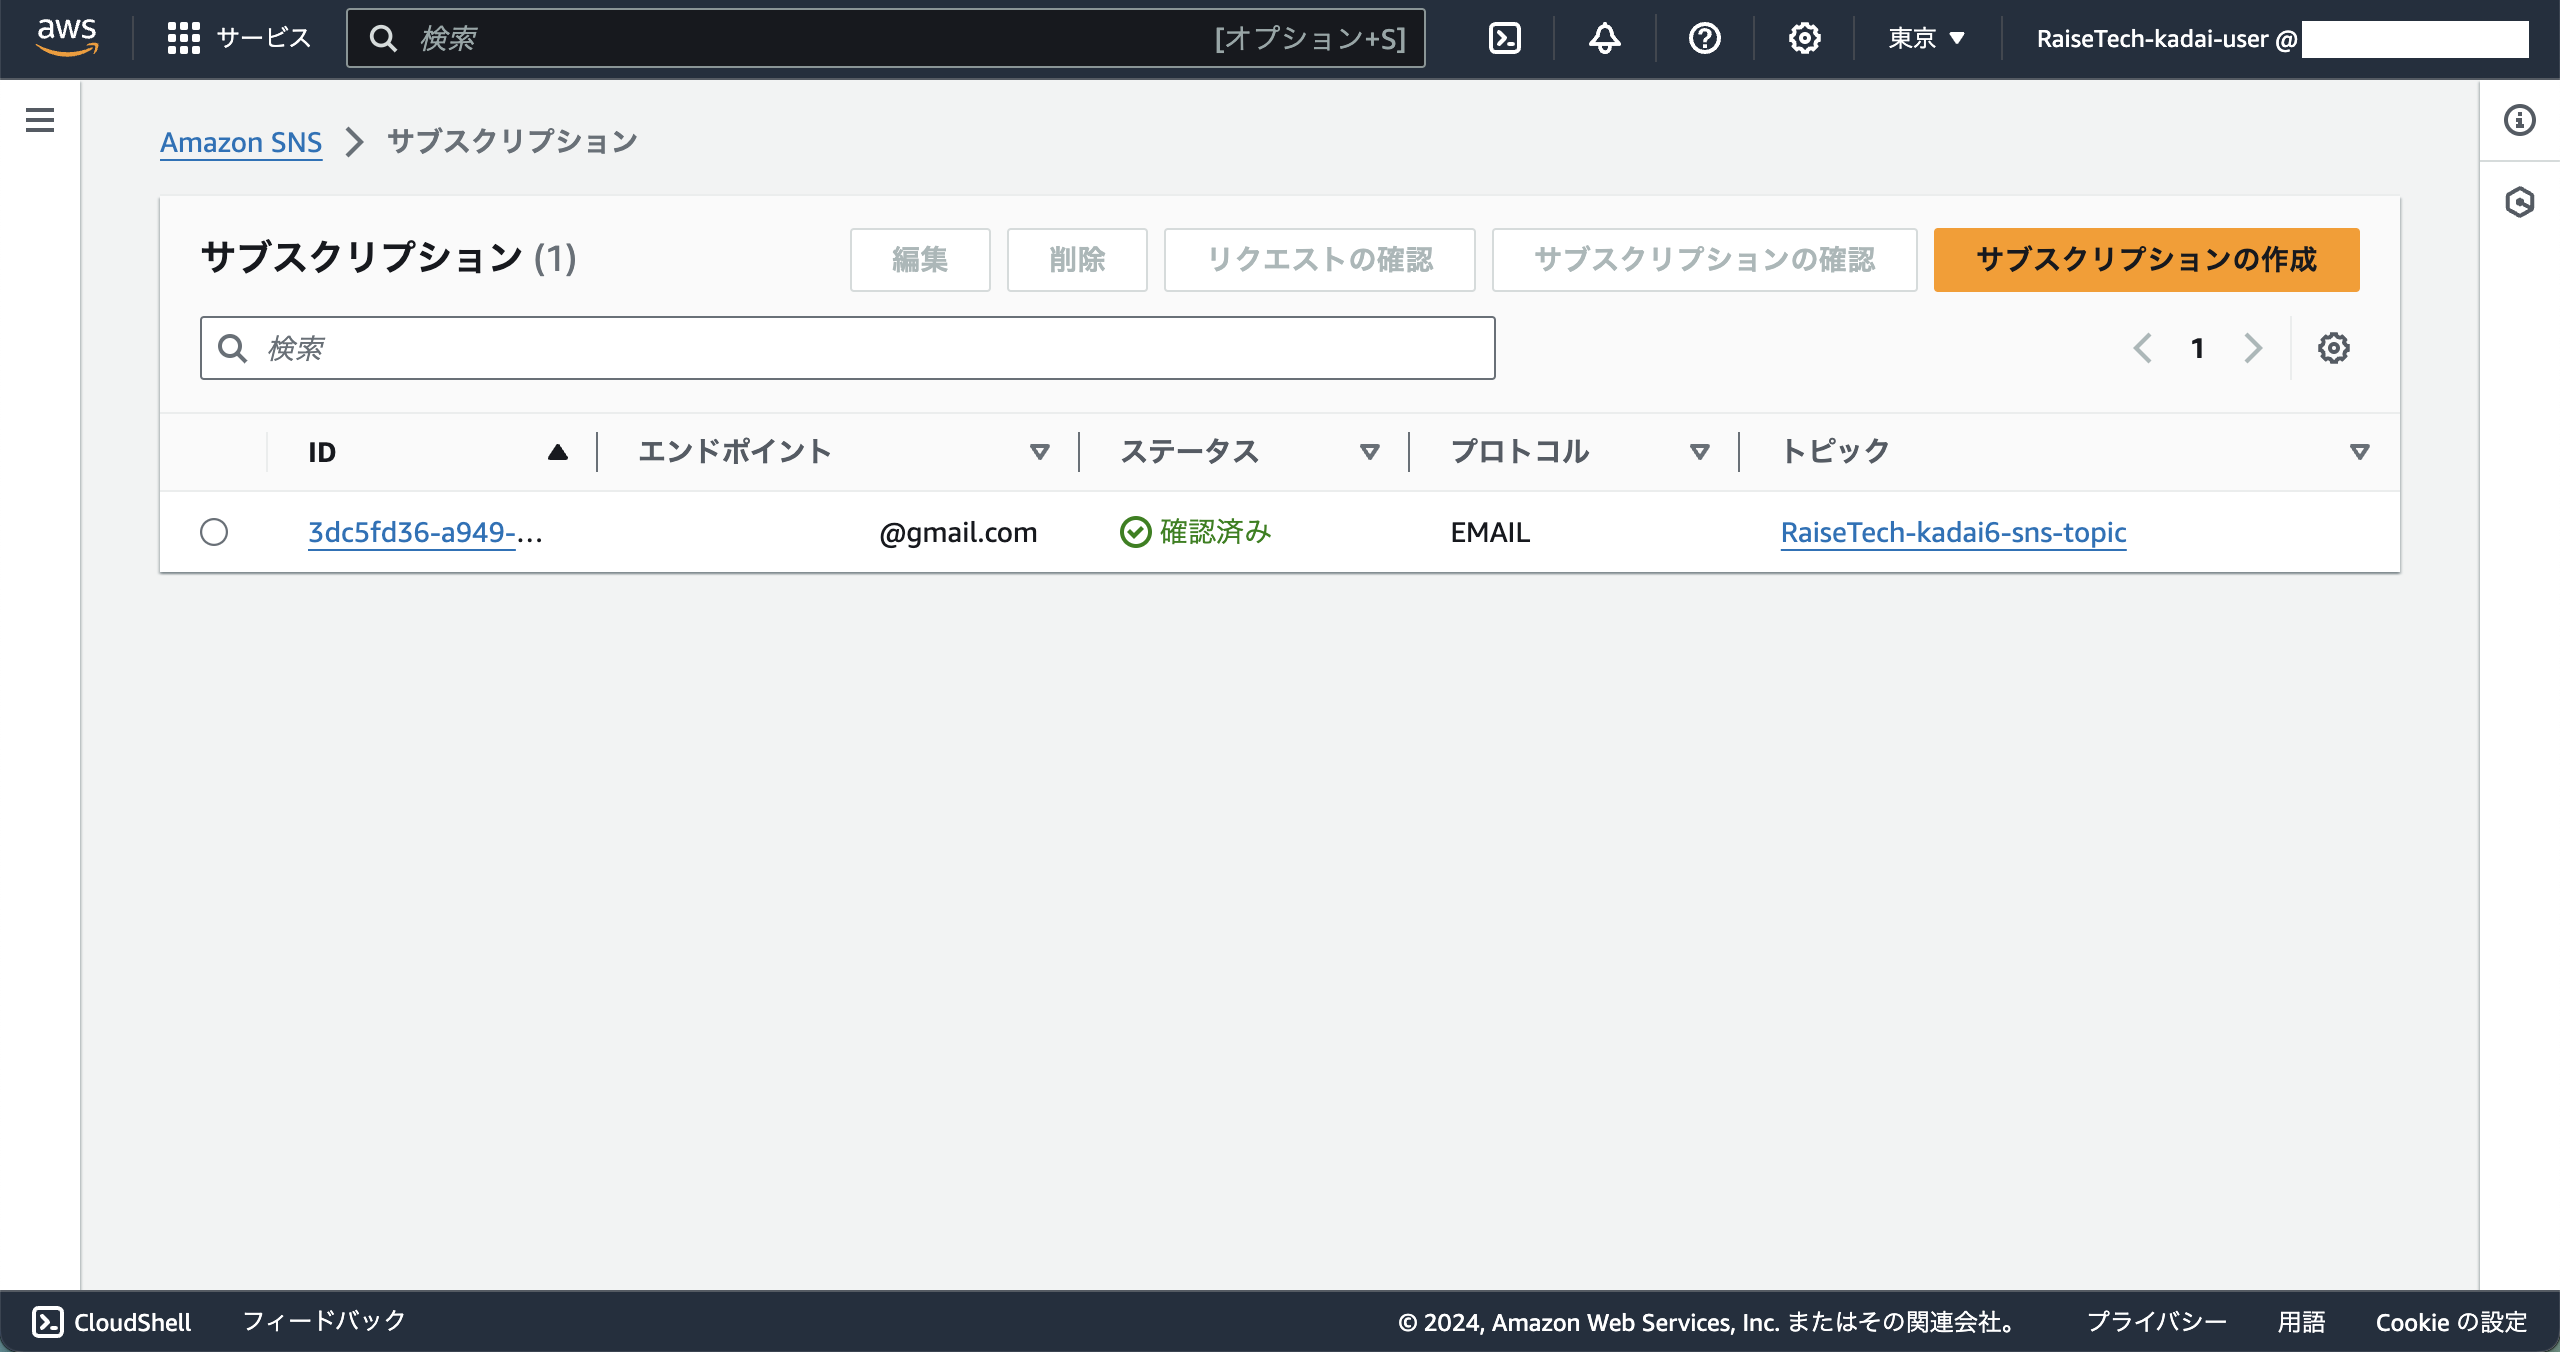 aws サービス 検索 [オプション+S] 東京 RaiseTech-kadai-user @
Amazon SNS サブスクリプション
サブスクリプション (1) 編集 削除 リクエストの確認 サブスクリプションの確認 サブスクリプションの作成
検索 1
ID エンドポイント ステータス プロトコル トピック
3dc5fd36-a949-... @gmail.com 確認済み EMAIL RaiseTech-kadai6-sns-topic
CloudShell フィードバック © 2024, Amazon Web Services, Inc. またはその関連会社。 プライバシー 用語 Cookie の設定